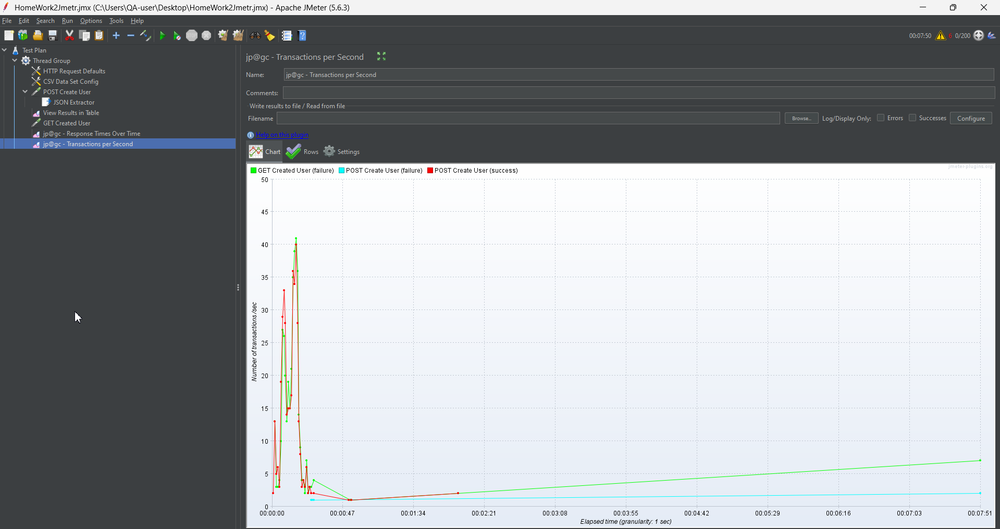 HomeWork2Jmetr.jmx (C:\Users\QA-user\Desktop\HomeWork2Jmetr.jmx) - Apache JMeter (5.6.3)
File Edit Search Run Options Tools Help
00:07:50 6 0/200
Test Plan
Thread Group
HTTP Request Defaults
CSV Data Set Config
POST Create User
JSON Extractor
View Results in Table
GET Created User
jp@gc - Response Times Over Time
jp@gc - Transactions per Second
jp@gc - Transactions per Second
Name: jp@gc - Transactions per Second
Comments:
Write results to file / Read from file
Filename Browse... Log/Display Only: Errors Successes Configure
Help on this plugin
Chart Rows Settings
jmeter-plugins.org
GET Created User (failure) POST Create User (failure) POST Create User (success)
50
45
40
35
30
25
20
15
10
5
0
Number of transactions /sec
00:00:00 00:00:47 00:01:34 00:02:21 00:03:08 00:03:55 00:04:42 00:05:29 00:06:16 00:07:03 00:07:51
Elapsed time (granularity: 1 sec)